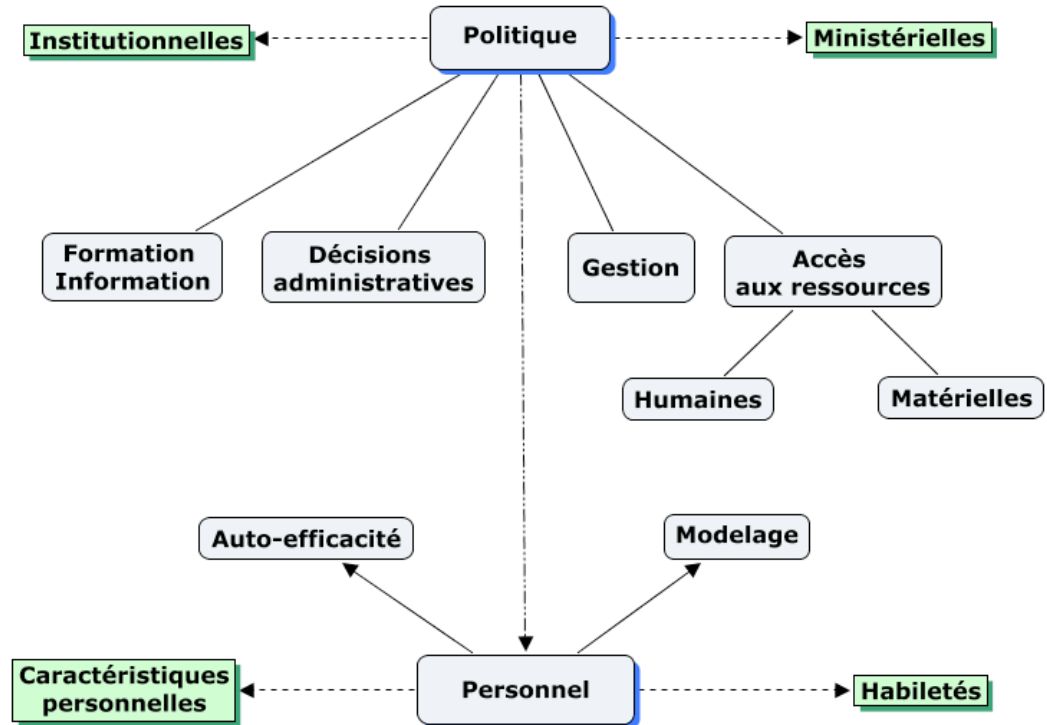 Institutionnelles
Politique
Ministérielles
Formation
Information
Décisions
administratives
Gestion
Accès
aux ressources
Humaines
Matérielles
Auto-efficacité
Modelage
Caractéristiques
personnelles
Personnel
Habiletés